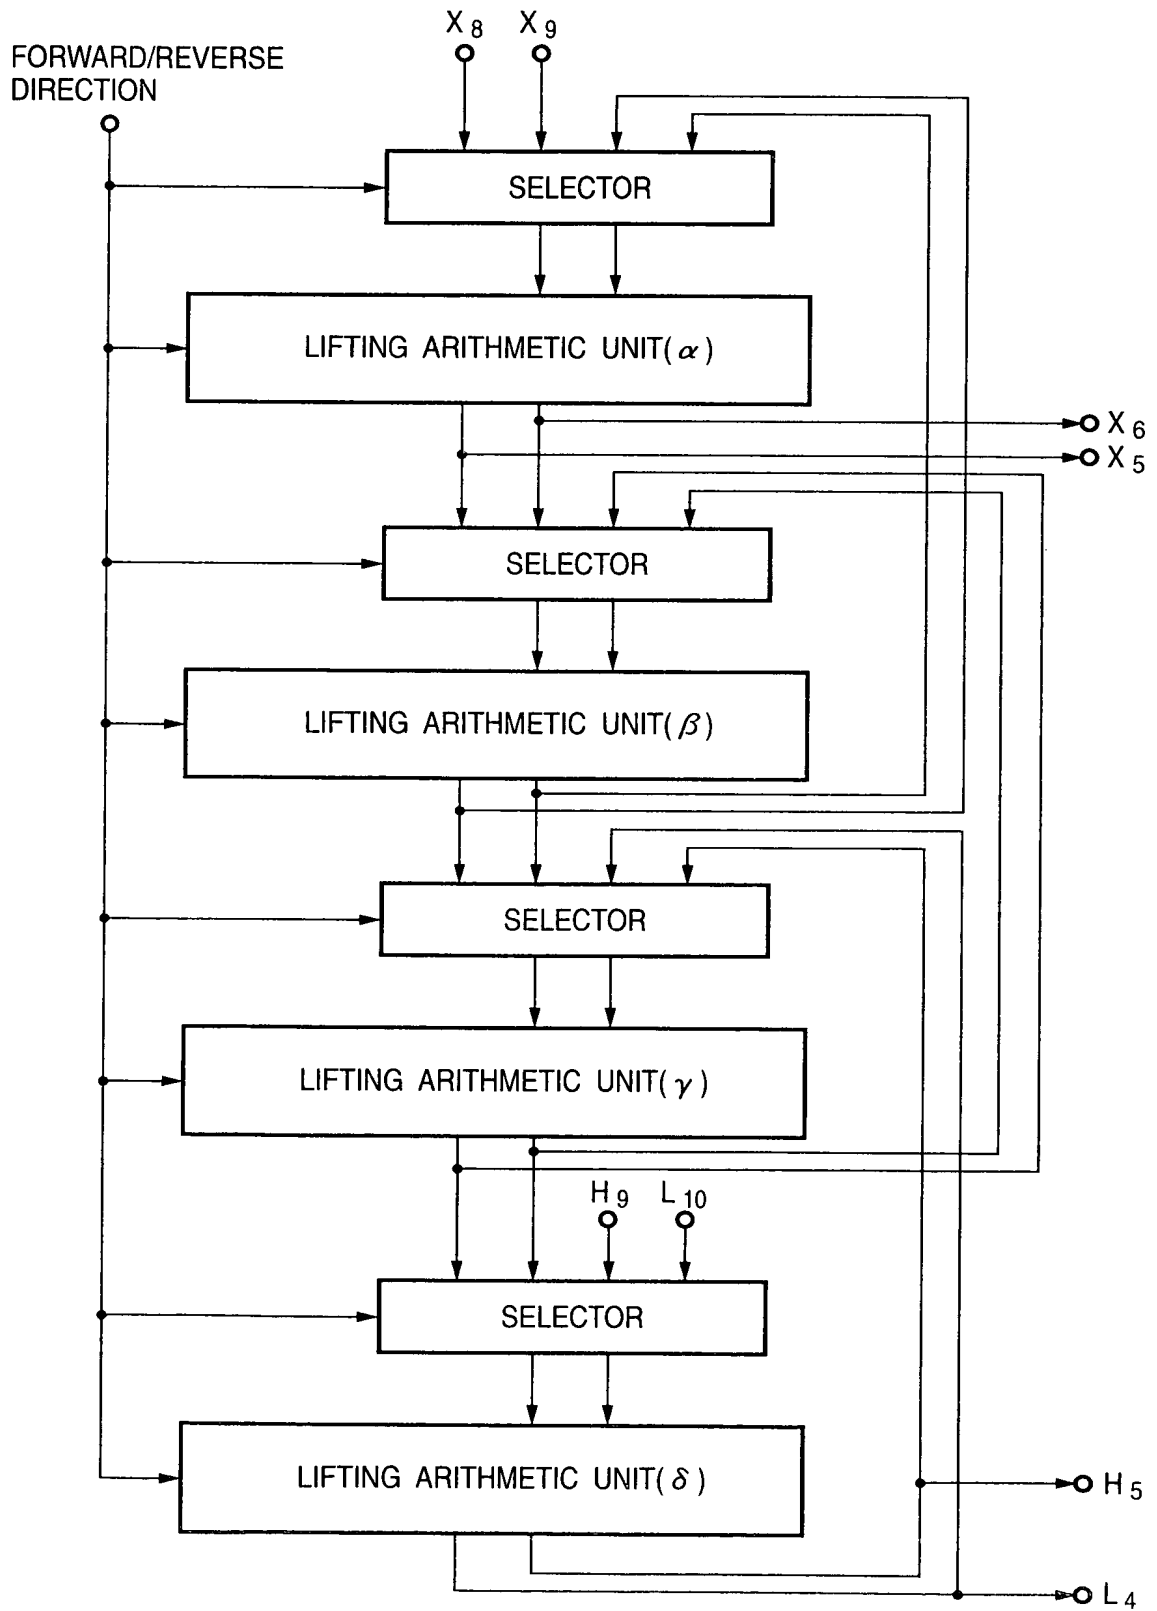 X8 X9
FORWARD/REVERSE
DIRECTION
SELECTOR
LIFTING ARITHMETIC UNIT(α)
X6
X5
SELECTOR
LIFTING ARITHMETIC UNIT(β)
SELECTOR
LIFTING ARITHMETIC UNIT(γ)
H9 L10
SELECTOR
LIFTING ARITHMETIC UNIT(δ)
H5
L4